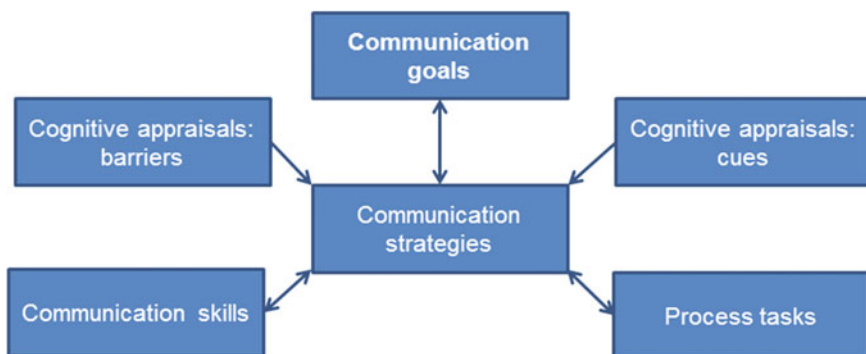 Communication
goals
Cognitive appraisals:
barriers
Cognitive appraisals:
cues
Communication
strategies
Communication skills
Process tasks